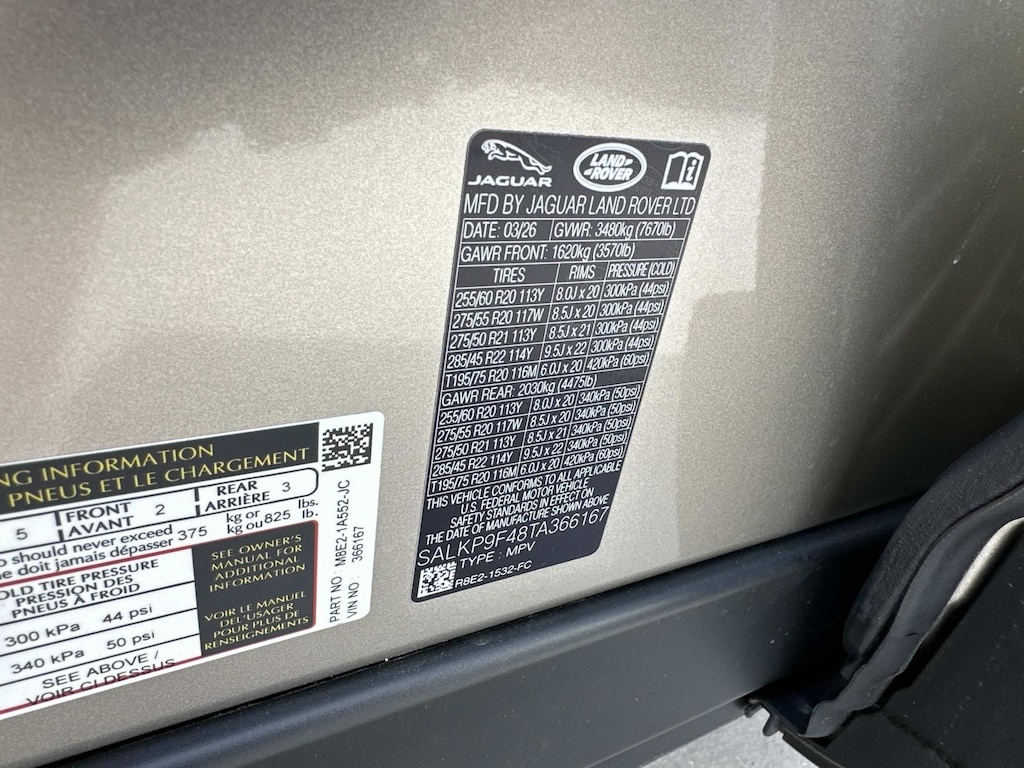 JAGUAR
LAND ROVER
MFD BY JAGUAR LAND ROVER LTD
DATE: 03/26 GVWR: 3480kg (7670lb)
GAWR FRONT: 1620kg (3570lb)
TIRES RIMS PRESSURE (COLD)
255/60 R20 113Y 8.0J x 20 300kPa (44psi)
275/55 R20 117W 8.5J x 20 300kPa (44psi)
275/50 R21 113Y 8.5J x 21 300kPa (44psi)
285/45 R22 114Y 9.5J x 22 300kPa (44psi)
T195/75 R20 116M 6.0J x 20 420kPa (60psi)
GAWR REAR: 2030kg (4475lb)
255/60 R20 113Y 8.0J x 20 340kPa (50psi)
275/55 R20 117W 8.5J x 20 340kPa (50psi)
275/50 R21 113Y 8.5J x 21 340kPa (50psi)
285/45 R22 114Y 9.5J x 22 340kPa (50psi)
T195/75 R20 116M 6.0J x 20 420kPa (60psi)
THIS VEHICLE CONFORMS TO ALL APPLICABLE
U.S. FEDERAL MOTOR VEHICLE
SAFETY STANDARDS IN EFFECT ON
THE DATE OF MANUFACTURE SHOWN ABOVE
SALKP9F48TA366167
TYPE : MPV
R8E2-1532-FC
NG INFORMATION
PNEUS ET LE CHARGEMENT
5 FRONT AVANT 2 REAR ARRIÈRE 3
o should never exceed 375 kg or 825 lbs.
ne doit jamais dépasser kg ou lb.
OLD TIRE PRESSURE
PRESSION DES
PNEUS À FROID
300 kPa 44 psi
340 kPa 50 psi
SEE ABOVE /
VOIR CI DESSUS
SEE OWNER'S
MANUAL FOR
ADDITIONAL
INFORMATION
VOIR LE MANUEL
DE L'USAGER
POUR PLUS DE
RENSEIGNEMENTS
PART NO : M8E2-1A552-JC
VIN NO : 366167